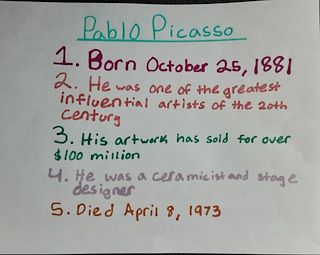 Pablo Picasso
1. Born October 25, 1881
2. He was one of the greatest
influential artists of the 20th
Century
3. His artwork has sold for over
$100 million
4. He was a ceramicist and stage
designer
5. Died April 8, 1973